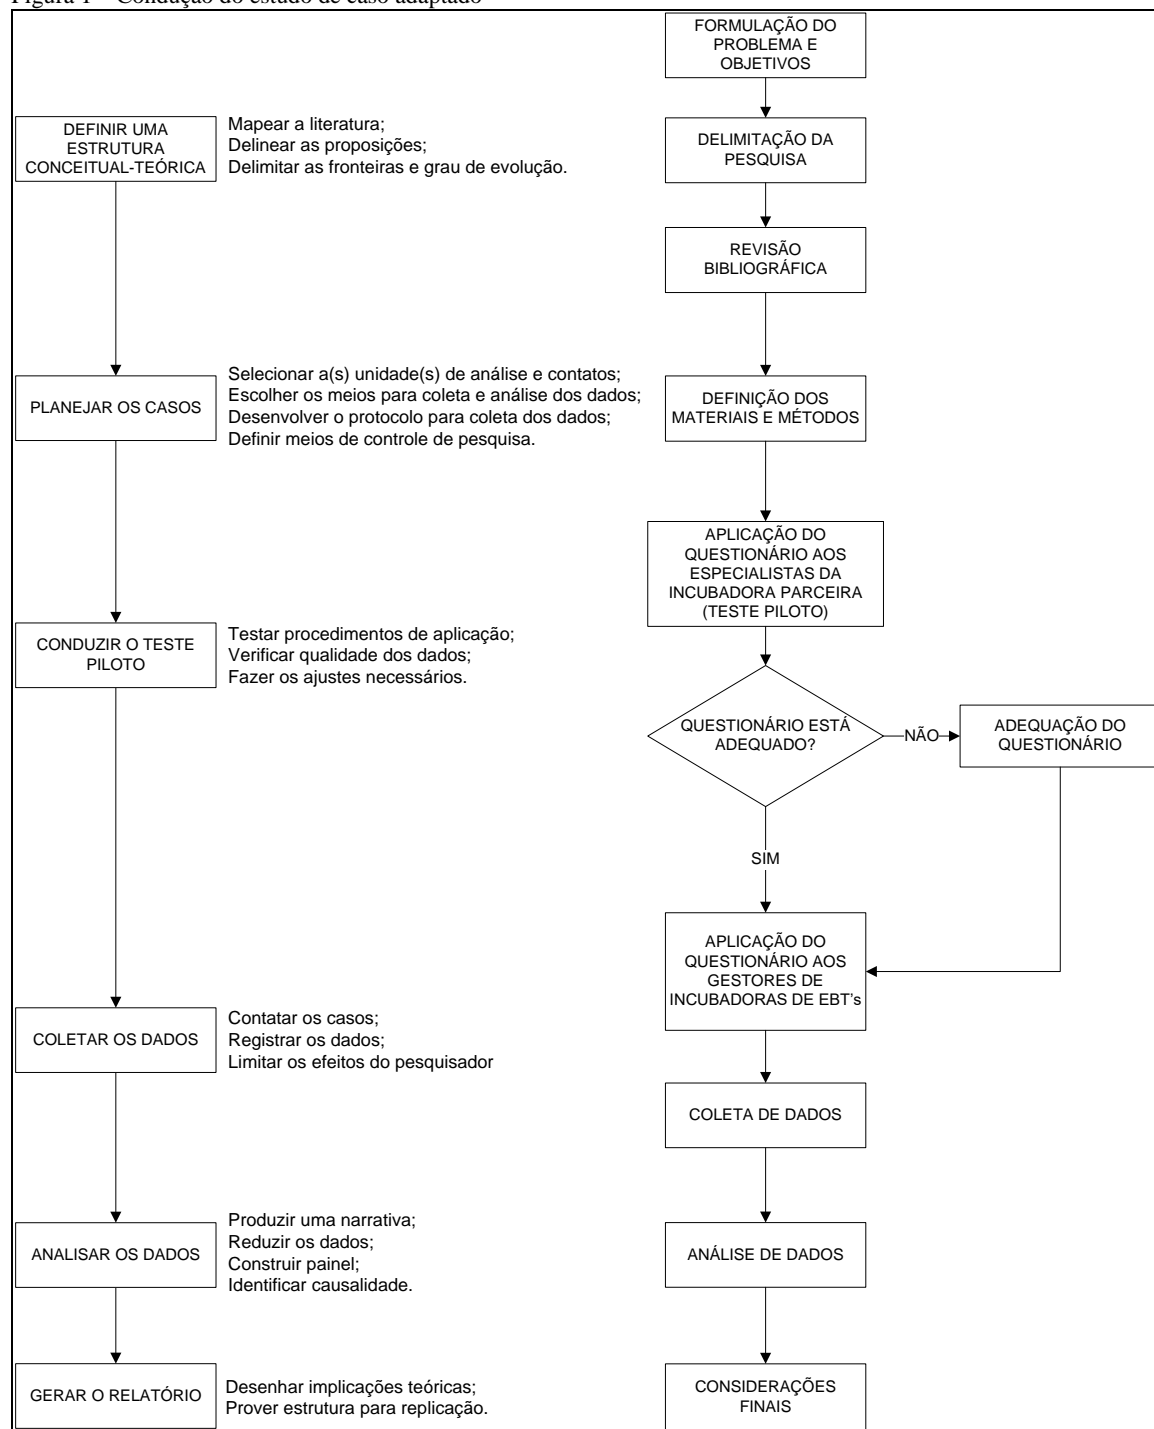 Figura 1 – Condução do estudo de caso adaptado
FORMULAÇÃO DO
PROBLEMA E
OBJETIVOS
DEFINIR UMA
ESTRUTURA
CONCEITUAL-TEÓRICA
Mapear a literatura;
Delinear as proposições;
Delimitar as fronteiras e grau de evolução.
DELIMITAÇÃO DA
PESQUISA
REVISÃO
BIBLIOGRÁFICA
PLANEJAR OS CASOS
Selecionar a(s) unidade(s) de análise e contatos;
Escolher os meios para coleta e análise dos dados;
Desenvolver o protocolo para coleta dos dados;
Definir meios de controle de pesquisa.
DEFINIÇÃO DOS
MATERIAIS E MÉTODOS
APLICAÇÃO DO
QUESTIONÁRIO AOS
ESPECIALISTAS DA
INCUBADORA PARCEIRA
(TESTE PILOTO)
CONDUZIR O TESTE
PILOTO
Testar procedimentos de aplicação;
Verificar qualidade dos dados;
Fazer os ajustes necessários.
QUESTIONÁRIO ESTÁ
ADEQUADO?
NÃO
ADEQUAÇÃO DO
QUESTIONÁRIO
SIM
APLICAÇÃO DO
QUESTIONÁRIO AOS
GESTORES DE
INCUBADORAS DE EBT's
COLETAR OS DADOS
Contatar os casos;
Registrar os dados;
Limitar os efeitos do pesquisador
COLETA DE DADOS
ANALISAR OS DADOS
Produzir uma narrativa;
Reduzir os dados;
Construir painel;
Identificar causalidade.
ANÁLISE DE DADOS
GERAR O RELATÓRIO
Desenhar implicações teóricas;
Prover estrutura para replicação.
CONSIDERAÇÕES
FINAIS